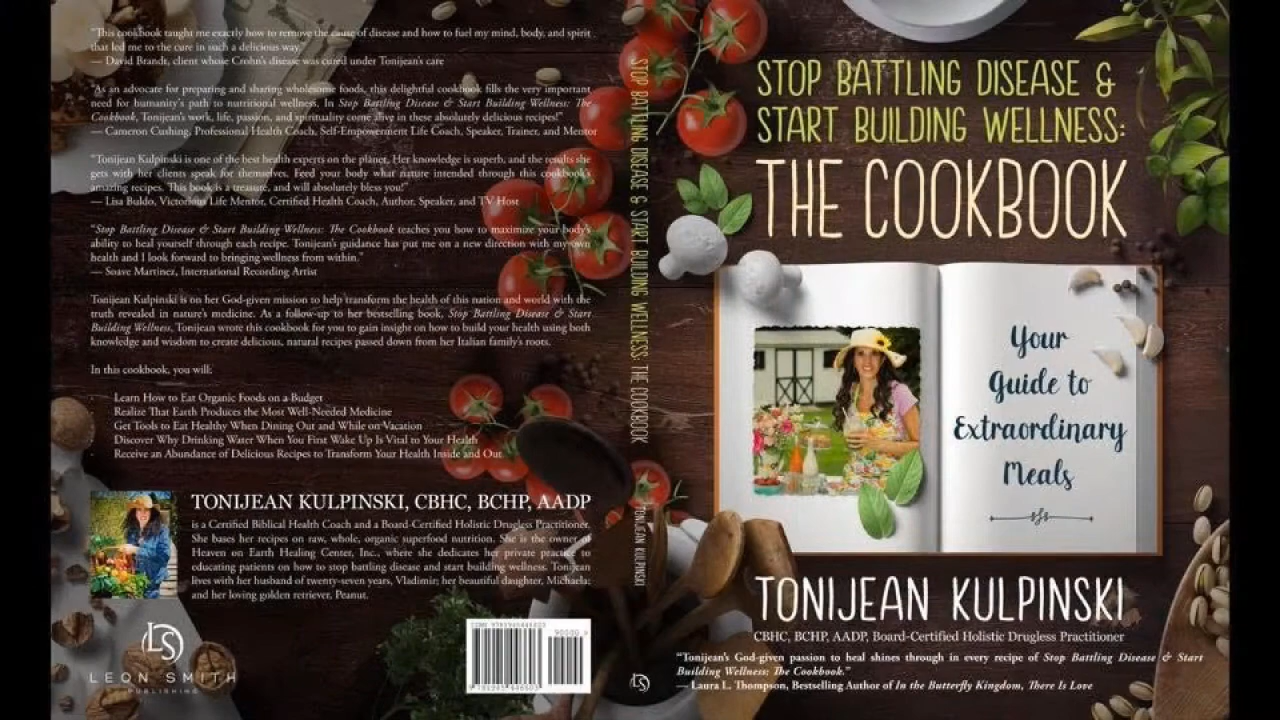 "This cookbook taught me exactly how to remove the cause of disease and how to fuel my mind, body, and spirit
that led me to the cure in such a delicious way."
— David Brandt, client whose Crohn's disease was cured under Tonijean's care
"As an advocate for preparing and sharing wholesome foods, this delightful cookbook fills the very important
need for humanity's path to nutritional wellness. In Stop Battling Disease & Start Building Wellness: The
Cookbook, Tonijean's work, life, passion, and spirituality come alive in these absolutely delicious recipes!"
— Cameron Cushing, Professional Health Coach, Self-Empowerment Life Coach, Speaker, Trainer, and Mentor
"Tonijean Kulpinski is one of the best health experts on the planet. Her knowledge is superb, and the results she
gets with her clients speak for themselves. Feed your body what nature intended through this cookbook's
amazing recipes. This book is a treasure, and will absolutely bless you!"
— Lisa Buldo, Victorious Life Mentor, Certified Health Coach, Author, Speaker, and TV Host
"Stop Battling Disease & Start Building Wellness: The Cookbook teaches you how to maximize your body's
ability to heal yourself through each recipe. Tonijean's guidance has put me on a new direction with my own
health and I look forward to bringing wellness from within."
— Soave Martinez, International Recording Artist
Tonijean Kulpinski is on her God-given mission to help transform the health of this nation and world with the
truth revealed in nature's medicine. As a follow-up to her bestselling book, Stop Battling Disease & Start
Building Wellness, Tonijean wrote this cookbook for you to gain insight on how to build your health using both
knowledge and wisdom to create delicious, natural recipes passed down from her Italian family's roots.
In this cookbook, you will:
Learn How to Eat Organic Foods on a Budget
Realize That Earth Produces the Most Well-Needed Medicine
Get Tools to Eat Healthy When Dining Out and While on Vacation
Discover Why Drinking Water When You First Wake Up Is Vital to Your Health
Receive an Abundance of Delicious Recipes to Transform Your Health Inside and Out
TONIJEAN KULPINSKI, CBHC, BCHP, AADP
is a Certified Biblical Health Coach and a Board-Certified Holistic Drugless Practitioner.
She bases her recipes on raw, whole, organic superfood nutrition. She is the owner of
Heaven on Earth Healing Center, Inc., where she dedicates her private practice to
educating patients on how to stop battling disease and start building wellness. Tonijean
lives with her husband of twenty-seven years, Vladimir; her beautiful daughter, Michaela;
and her loving golden retriever, Peanut.
LS
LEON SMITH
PUBLISHING
90000
STOP BATTLING DISEASE & START BUILDING WELLNESS: THE COOKBOOK
TONIJEAN KULPINSKI
LS
STOP BATTLING DISEASE &
START BUILDING WELLNESS:
THE COOKBOOK
Your
Guide to
Extraordinary
Meals
TONIJEAN KULPINSKI
CBHC, BCHP, AADP, Board-Certified Holistic Drugless Practitioner
"Tonijean's God-given passion to heal shines through in every recipe of Stop Battling Disease & Start
Building Wellness: The Cookbook."
— Laura L. Thompson, Bestselling Author of In the Butterfly Kingdom, There Is Love